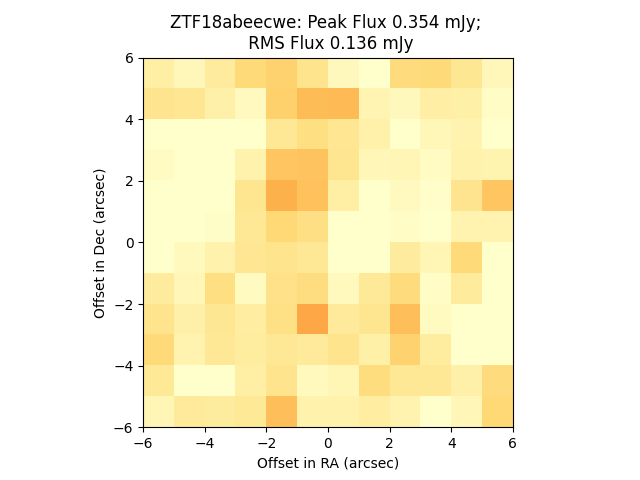 ZTF18abeecwe: Peak Flux 0.354 mJy;
RMS Flux 0.136 mJy
6
4
2
0
−2
−4
−6
Offset in Dec (arcsec)
−6 −4 −2 0 2 4 6
Offset in RA (arcsec)